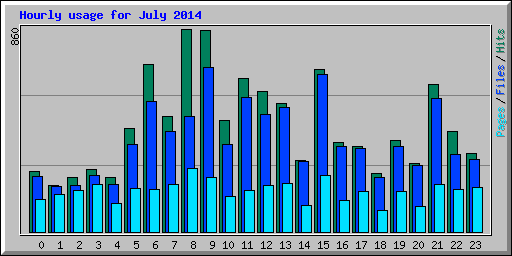 Hourly usage for July 2014
860
Pages / Files / Hits
0 1 2 3 4 5 6 7 8 9 10 11 12 13 14 15 16 17 18 19 20 21 22 23